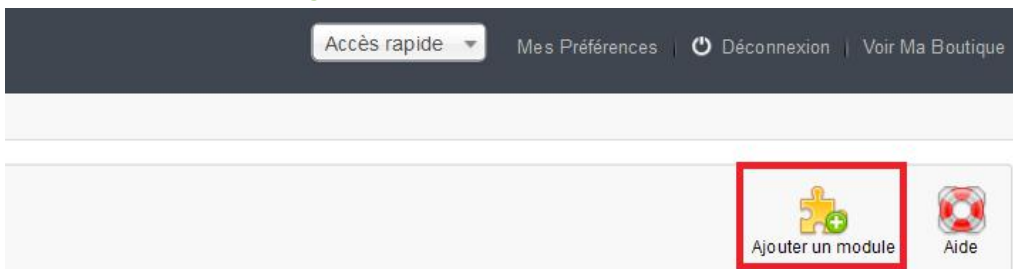 Accès rapide Mes Préférences | Déconnexion | Voir Ma Boutique
Ajouter un module Aide